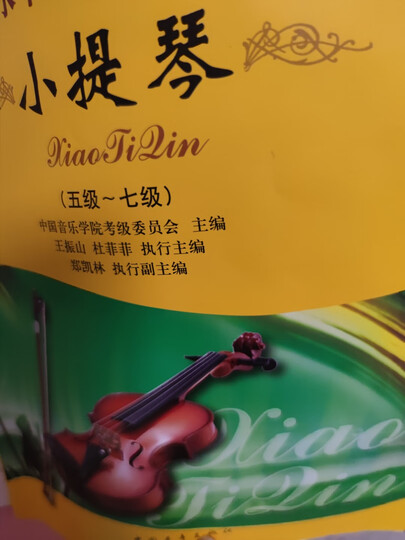 小提琴
XiaoTiQin
(五级～七级)
中国音乐学院考级委员会 主编
王振山 杜菲菲 执行主编
郑凯林 执行副主编
Xiao
TiQin